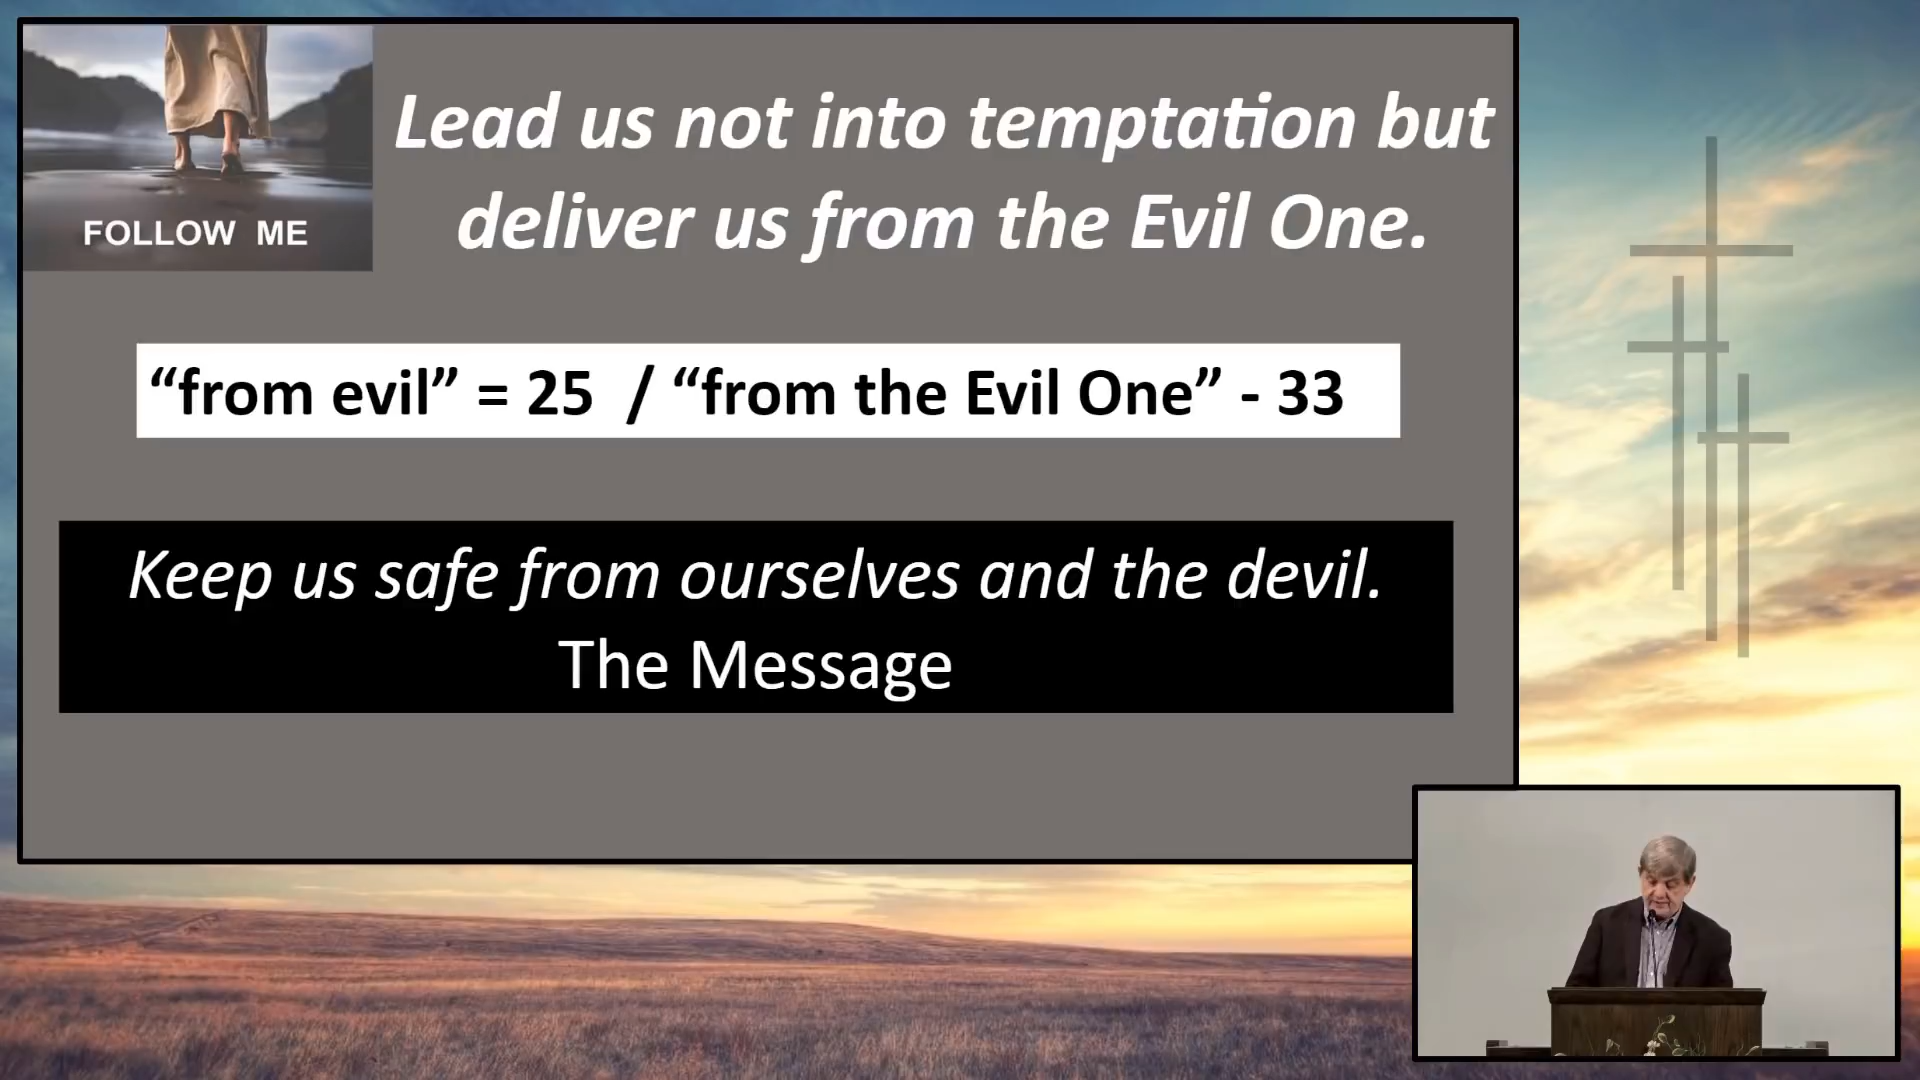 FOLLOW ME
Lead us not into temptation but
deliver us from the Evil One.
“from evil” = 25 / “from the Evil One” - 33
Keep us safe from ourselves and the devil.
The Message